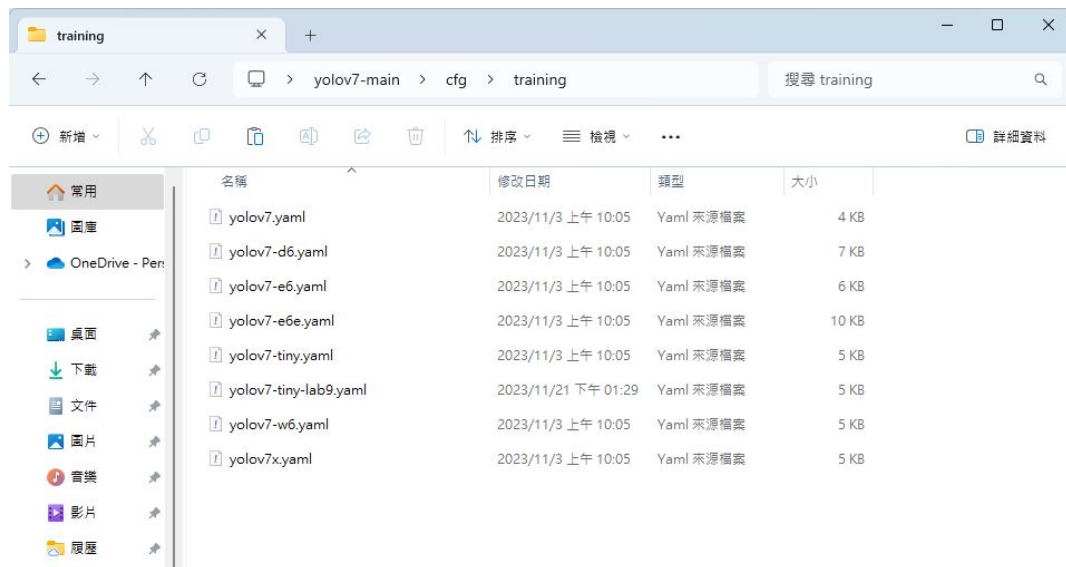 training
yolov7-main > cfg > training
搜尋 training
新增
排序
檢視
詳細資料
常用
圖庫
OneDrive - Pers
桌面
下載
文件
圖片
音樂
影片
履歷
名稱 修改日期 類型 大小
yolov7.yaml 2023/11/3 上午 10:05 Yaml 來源檔案 4 KB
yolov7-d6.yaml 2023/11/3 上午 10:05 Yaml 來源檔案 7 KB
yolov7-e6.yaml 2023/11/3 上午 10:05 Yaml 來源檔案 6 KB
yolov7-e6e.yaml 2023/11/3 上午 10:05 Yaml 來源檔案 10 KB
yolov7-tiny.yaml 2023/11/3 上午 10:05 Yaml 來源檔案 5 KB
yolov7-tiny-lab9.yaml 2023/11/21 下午 01:29 Yaml 來源檔案 5 KB
yolov7-w6.yaml 2023/11/3 上午 10:05 Yaml 來源檔案 5 KB
yolov7x.yaml 2023/11/3 上午 10:05 Yaml 來源檔案 5 KB